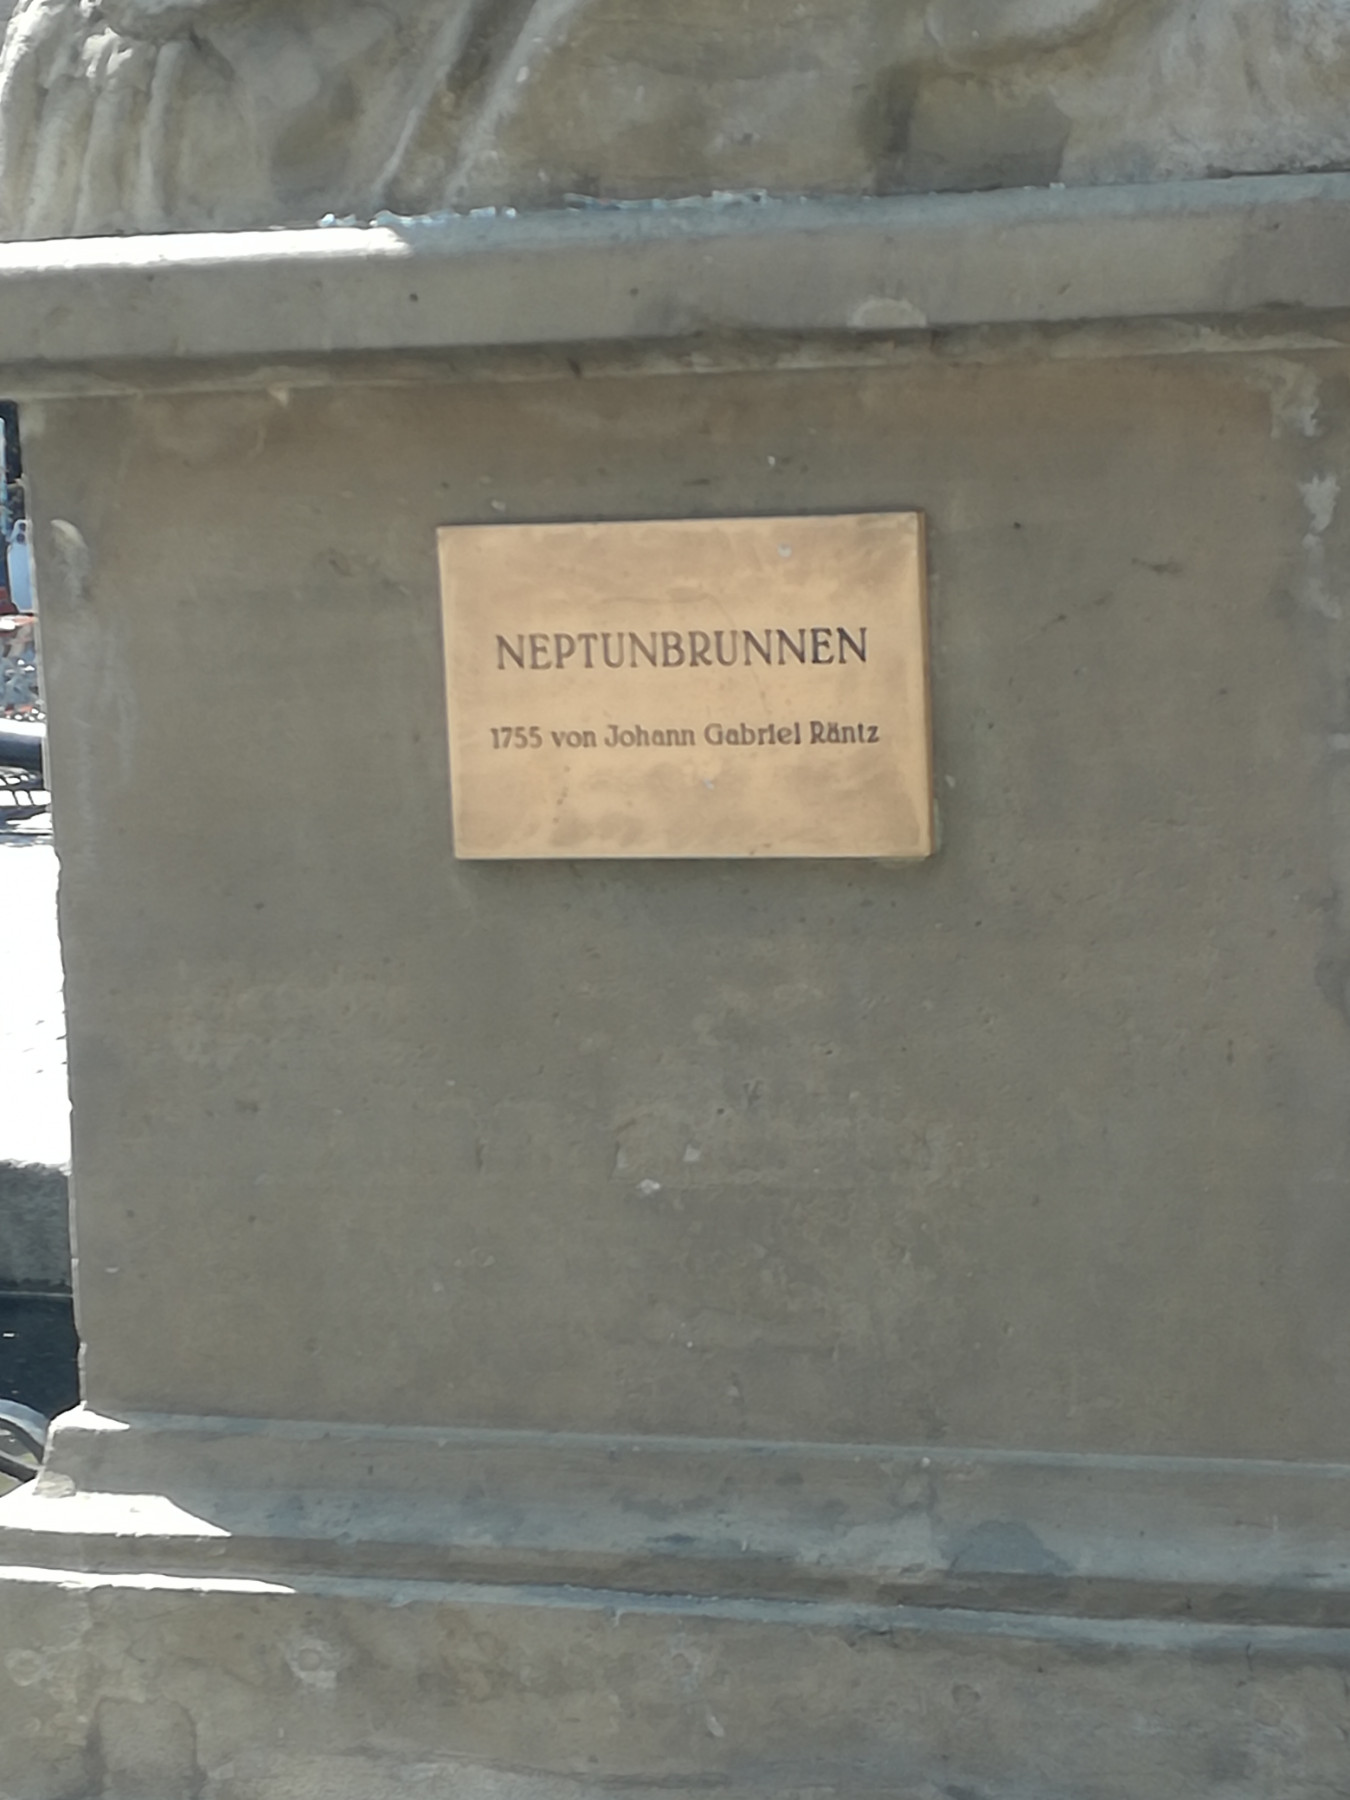 NEPTUNBRUNNEN
1755 von Johann Gabriel Räntz